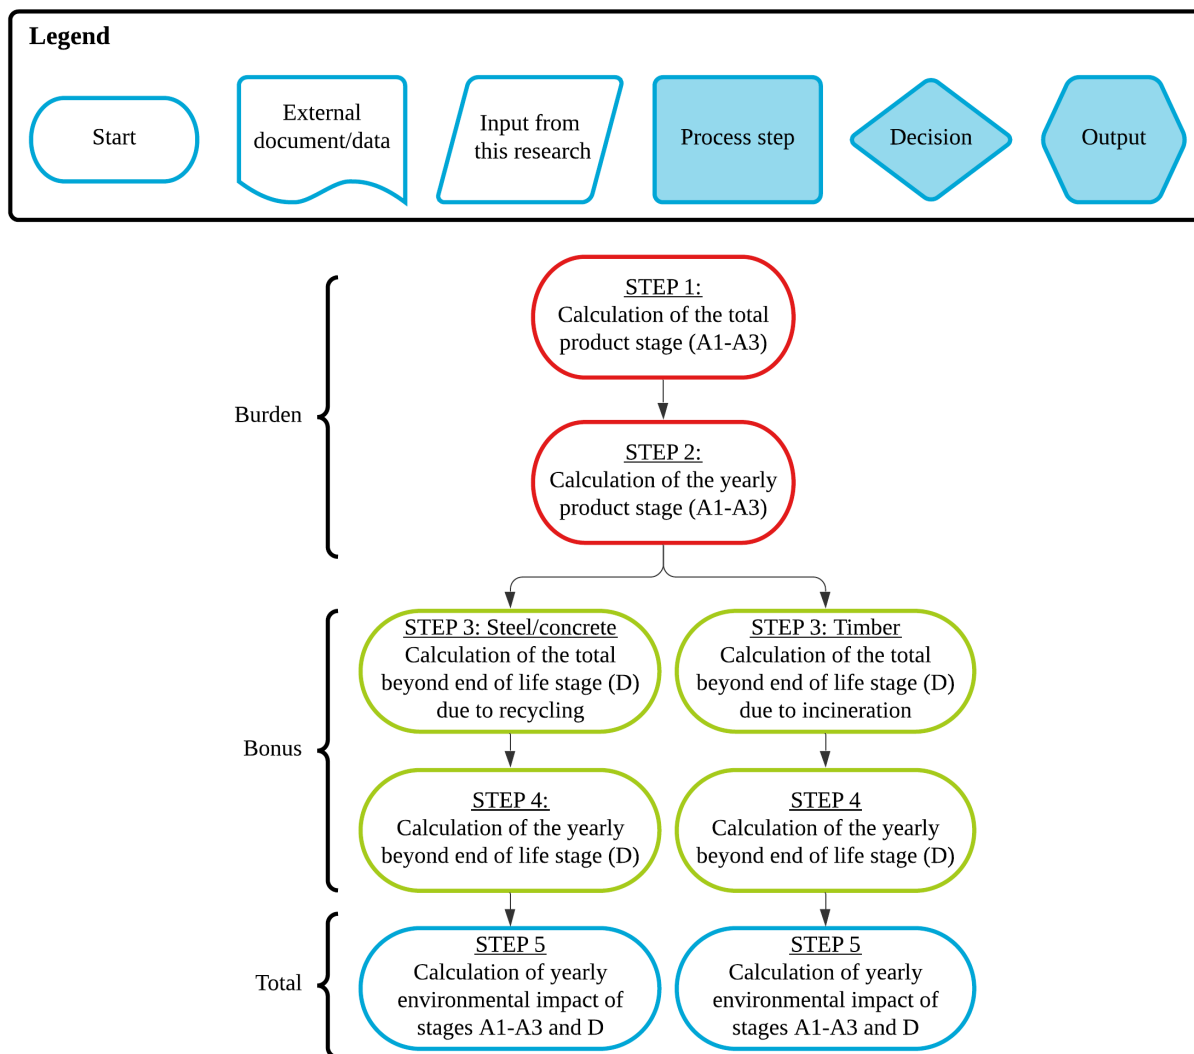 Legend
Start
External
document/data
Input from
this research
Process step
Decision
Output
Burden
STEP 1:
Calculation of the total
product stage (A1-A3)
STEP 2:
Calculation of the yearly
product stage (A1-A3)
Bonus
STEP 3: Steel/concrete
Calculation of the total
beyond end of life stage (D)
due to recycling
STEP 3: Timber
Calculation of the total
beyond end of life stage (D)
due to incineration
STEP 4:
Calculation of the yearly
beyond end of life stage (D)
STEP 4
Calculation of the yearly
beyond end of life stage (D)
Total
STEP 5
Calculation of yearly
environmental impact of
stages A1-A3 and D
STEP 5
Calculation of yearly
environmental impact of
stages A1-A3 and D